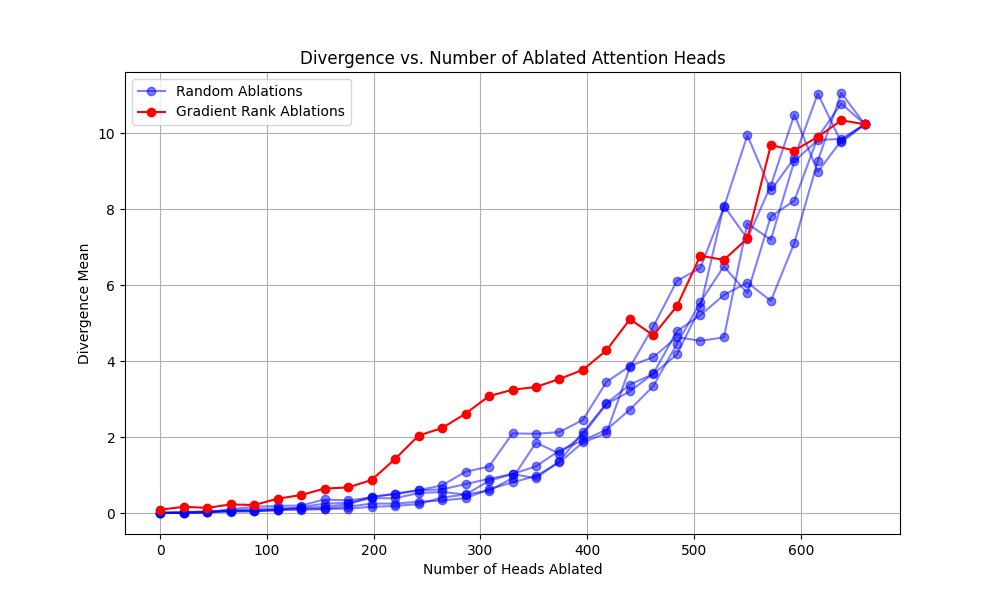 Divergence vs. Number of Ablated Attention Heads
Random Ablations
Gradient Rank Ablations
Divergence Mean
10
8
6
4
2
0
0 100 200 300 400 500 600
Number of Heads Ablated